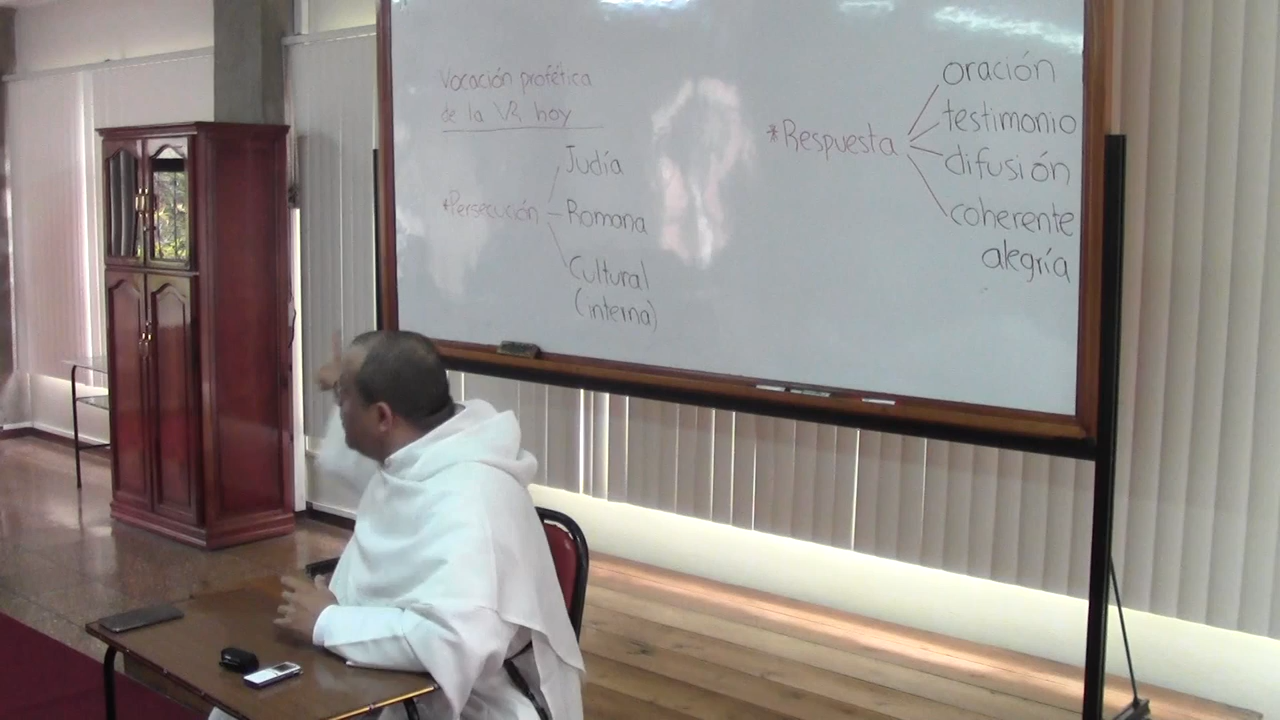 Vocación profética
de la VR hoy
*Persecución
Judía
Romana
Cultural
(interna)
*Respuesta
oración
testimonio
difusión
coherente
alegría